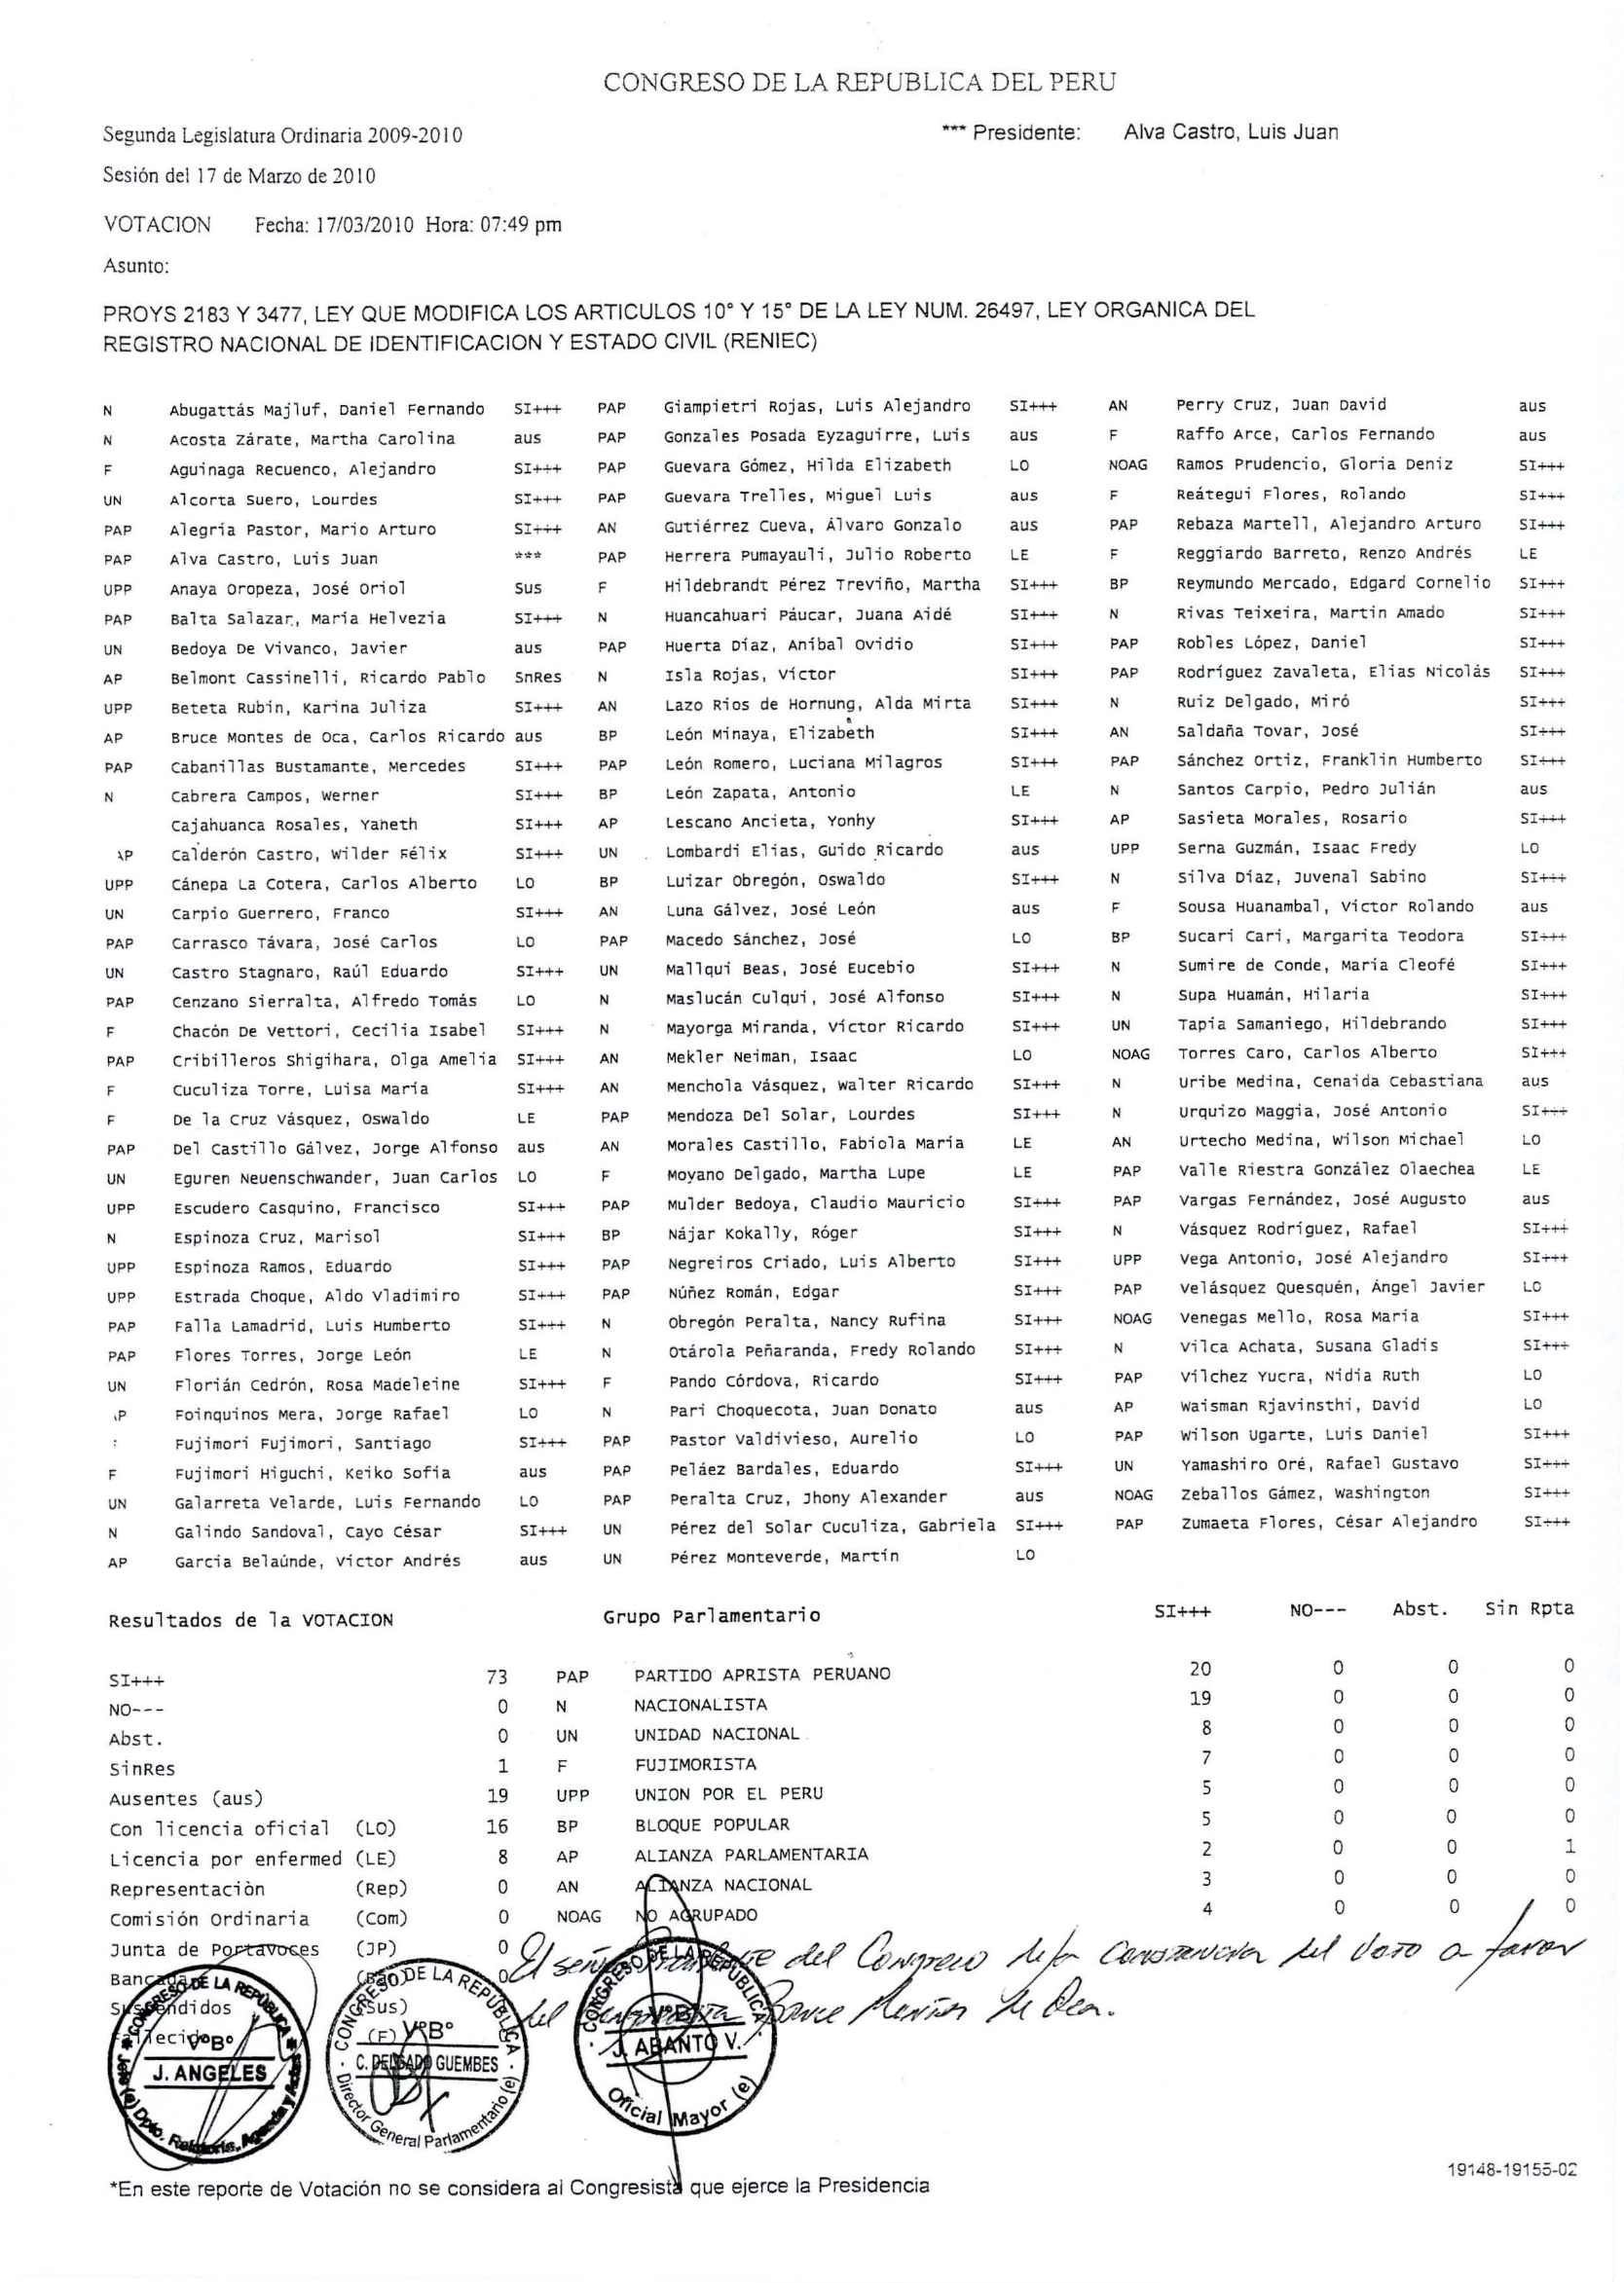 CONGRESO DE LA REPUBLICA DEL PERU
Segunda Legislatura Ordinaria 2009-2010 *** Presidente: Alva Castro, Luis Juan
Sesión del 17 de Marzo de 2010
VOTACION Fecha: 17/03/2010 Hora: 07:49 pm
Asunto:
PROYS 2183 Y 3477, LEY QUE MODIFICA LOS ARTICULOS 10° Y 15° DE LA LEY NUM. 26497, LEY ORGANICA DEL
REGISTRO NACIONAL DE IDENTIFICACION Y ESTADO CIVIL (RENIEC)
N Abugattás Majluf, Daniel Fernando SI+++ PAP Giampietri Rojas, Luis Alejandro SI+++ AN Perry Cruz, Juan David aus
N Acosta Zárate, Martha Carolina aus PAP Gonzales Posada Eyzaguirre, Luis aus F Raffo Arce, Carlos Fernando aus
F Aguinaga Recuenco, Alejandro SI+++ PAP Guevara Gómez, Hilda Elizabeth LO NOAG Ramos Prudencio, Gloria Deniz SI+++
UN Alcorta Suero, Lourdes SI+++ PAP Guevara Trelles, Miguel Luis aus F Reátegui Flores, Rolando SI+++
PAP Alegría Pastor, Mario Arturo SI+++ AN Gutiérrez Cueva, Álvaro Gonzalo aus PAP Rebaza Martell, Alejandro Arturo SI+++
PAP Alva Castro, Luis Juan *** PAP Herrera Pumayauli, Julio Roberto LE F Reggiardo Barreto, Renzo Andrés LE
UPP Anaya Oropeza, José Oriol Sus F Hildebrandt Pérez Treviño, Martha SI+++ BP Reymundo Mercado, Edgard Cornelio SI+++
PAP Balta Salazar, María Helvezia SI+++ N Huancahuari Páucar, Juana Aidé SI+++ N Rivas Teixeira, Martin Amado SI+++
UN Bedoya De Vivanco, Javier aus PAP Huerta Díaz, Aníbal Ovidio SI+++ PAP Robles López, Daniel SI+++
AP Belmont Cassinelli, Ricardo Pablo SnRes N Isla Rojas, Víctor SI+++ PAP Rodríguez Zavaleta, Elias Nicolás SI+++
UPP Beteta Rubin, Karina Juliza SI+++ AN Lazo Ríos de Hornung, Alda Mirta SI+++ N Ruiz Delgado, Miró SI+++
AP Bruce Montes de Oca, Carlos Ricardo aus BP León Minaya, Elizabeth SI+++ AN Saldaña Tovar, José SI+++
PAP Cabanillas Bustamante, Mercedes SI+++ PAP León Romero, Luciana Milagros SI+++ PAP Sánchez Ortiz, Franklin Humberto SI+++
N Cabrera Campos, Werner SI+++ BP León Zapata, Antonio LE N Santos Carpio, Pedro Julián aus
Cajahuanca Rosales, Yaneth SI+++ AP Lescano Ancieta, Yonhy SI+++ AP Sasieta Morales, Rosario SI+++
AP Calderón Castro, Wilder Félix SI+++ UN Lombardi Elias, Guido Ricardo aus UPP Serna Guzmán, Isaac Fredy LO
UPP Cánepa La Cotera, Carlos Alberto LO BP Luizar Obregón, Oswaldo SI+++ N Silva Díaz, Juvenal Sabino SI+++
UN Carpio Guerrero, Franco SI+++ AN Luna Gálvez, José León aus F Sousa Huanambal, Víctor Rolando aus
PAP Carrasco Távara, José Carlos LO PAP Macedo Sánchez, José LO BP Sucari Cari, Margarita Teodora SI+++
UN Castro Stagnaro, Raúl Eduardo SI+++ UN Mallqui Beas, José Eucebio SI+++ N Sumire de Conde, María Cleofé SI+++
PAP Cenzano Sierralta, Alfredo Tomás LO N Maslucán Culqui, José Alfonso SI+++ N Supa Huamán, Hilaria SI+++
F Chacón De Vettori, Cecilia Isabel SI+++ N Mayorga Miranda, Víctor Ricardo SI+++ UN Tapia Samaniego, Hildebrando SI+++
PAP Cribilleros Shigihara, Olga Amelia SI+++ AN Mekler Neiman, Isaac LO NOAG Torres Caro, Carlos Alberto SI+++
F Cuculiza Torre, Luisa María SI+++ AN Menchola Vásquez, Walter Ricardo SI+++ N Uribe Medina, Cenaida Cebastiana aus
F De la Cruz Vásquez, Oswaldo LE PAP Mendoza Del Solar, Lourdes SI+++ N Urquizo Maggia, José Antonio SI+++
PAP Del Castillo Gálvez, Jorge Alfonso aus AN Morales Castillo, Fabiola María LE AN Urtecho Medina, Wilson Michael LO
UN Eguren Neuenschwander, Juan Carlos LO F Moyano Delgado, Martha Lupe LE PAP Valle Riestra González Olaechea LE
UPP Escudero Casquino, Francisco SI+++ PAP Mulder Bedoya, Claudio Mauricio SI+++ PAP Vargas Fernández, José Augusto aus
N Espinoza Cruz, Marisol SI+++ BP Nájar Kokally, Róger SI+++ N Vásquez Rodríguez, Rafael SI+++
UPP Espinoza Ramos, Eduardo SI+++ PAP Negreiros Criado, Luis Alberto SI+++ UPP Vega Antonio, José Alejandro SI+++
UPP Estrada Choque, Aldo Vladimiro SI+++ PAP Núñez Román, Edgar SI+++ PAP Velásquez Quesquén, Ángel Javier LO
PAP Falla Lamadrid, Luis Humberto SI+++ N Obregón Peralta, Nancy Rufina SI+++ NOAG Venegas Mello, Rosa María SI+++
PAP Flores Torres, Jorge León LE N Otárola Peñaranda, Fredy Rolando SI+++ N Vilca Achata, Susana Gladis SI+++
UN Florián Cedrón, Rosa Madeleine SI+++ F Pando Córdova, Ricardo SI+++ PAP Vílchez Yucra, Nidia Ruth LO
AP Foinquinos Mera, Jorge Rafael LO N Pari Choquecota, Juan Donato aus AP Waisman Rjavinsthi, David LO
Fujimori Fujimori, Santiago SI+++ PAP Pastor Valdivieso, Aurelio LO PAP Wilson Ugarte, Luis Daniel SI+++
F Fujimori Higuchi, Keiko Sofía aus PAP Peláez Bardales, Eduardo SI+++ UN Yamashiro Oré, Rafael Gustavo SI+++
UN Galarreta Velarde, Luis Fernando LO PAP Peralta Cruz, Jhony Alexander aus NOAG Zeballos Gámez, Washington SI+++
N Galindo Sandoval, Cayo César SI+++ UN Pérez del Solar Cuculiza, Gabriela SI+++ PAP Zumaeta Flores, César Alejandro SI+++
AP García Belaúnde, Víctor Andrés aus UN Pérez Monteverde, Martín LO
Resultados de la VOTACION Grupo Parlamentario SI+++ NO--- Abst. Sin Rpta
SI+++ 73 PAP PARTIDO APRISTA PERUANO 20 0 0 0
NO--- 0 N NACIONALISTA 19 0 0 0
Abst. 0 UN UNIDAD NACIONAL 8 0 0 0
SinRes 1 F FUJIMORISTA 7 0 0 0
Ausentes (aus) 19 UPP UNION POR EL PERU 5 0 0 0
Con licencia oficial (LO) 16 BP BLOQUE POPULAR 5 0 0 0
Licencia por enfermed (LE) 8 AP ALIANZA PARLAMENTARIA 2 0 0 1
Representaciòn (Rep) 0 AN ALIANZA NACIONAL 3 0 0 0
Comisión Ordinaria (Com) 0 NOAG NO AGRUPADO 4 0 0 0
Junta de Portavoces (JP) 0
El señor Presidente del Congreso deja constancia del voto a favor
Bancada 0
Suspendidos (Sus)
del congresista Bruce Montes de Oca.
Fallecidos (F)
CONGRESO DE LA REPÚBLICA VºBº J. ANGELES Jefe (e) Dpto. Relatoría, Agenda y Actas
CONGRESO DE LA REPÚBLICA VºBº C. DELGADO GUEMBES Director General Parlamentario (e)
CONGRESO DE LA REPÚBLICA VºBº J. ABANTO V. Oficial Mayor (e)
19148-19155-02
*En este reporte de Votación no se considera al Congresista que ejerce la Presidencia